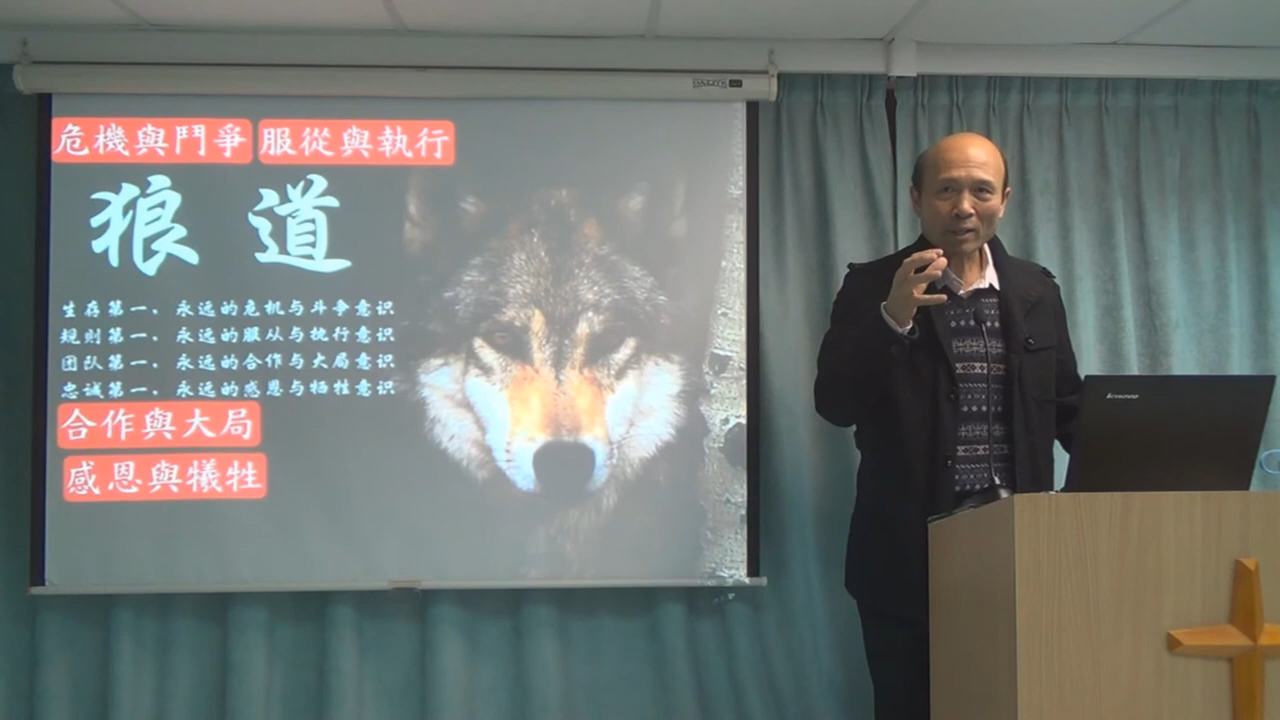 危機與鬥爭 服從與執行
狼道
生存第一，永远的危机与斗争意识
规则第一，永远的服从与执行意识
团队第一，永远的合作与大局意识
忠诚第一，永远的感恩与牺牲意识
合作與大局
感恩與犧牲
lenovo